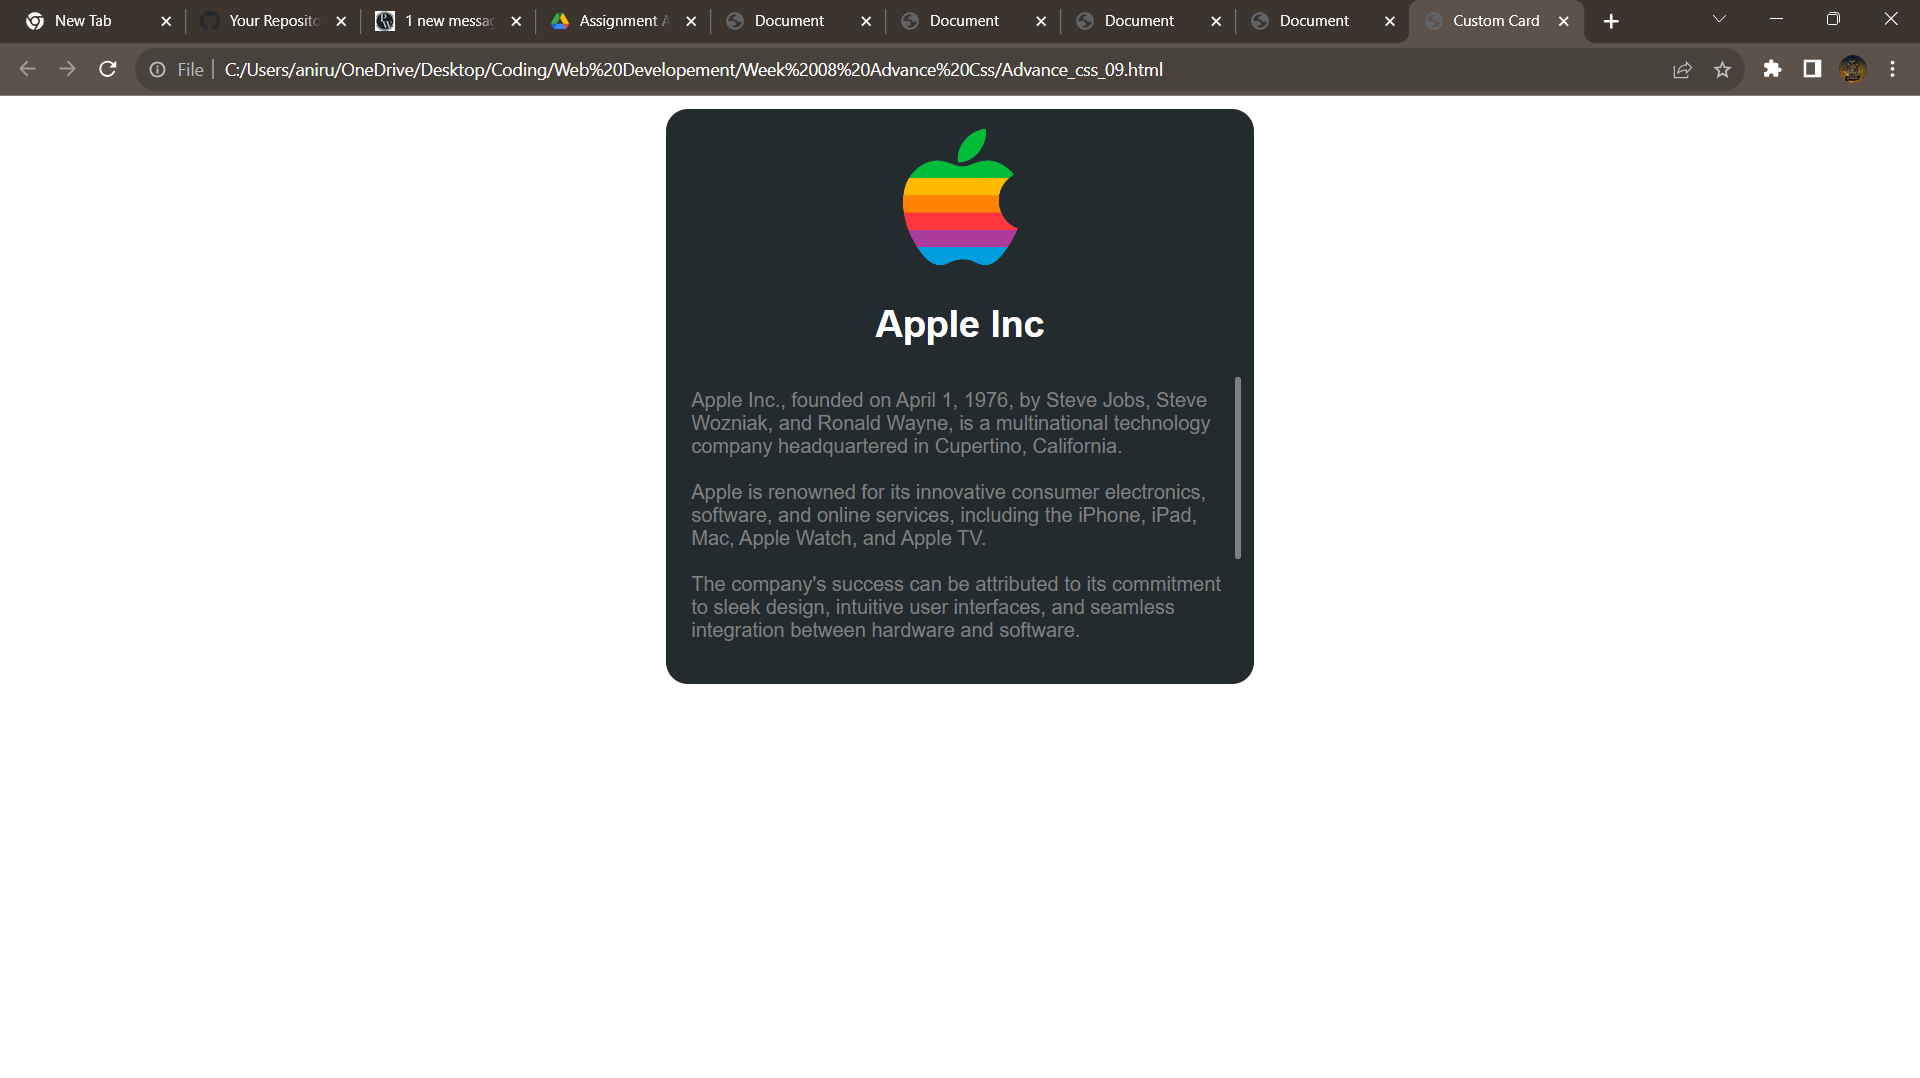 New Tab
Your Reposito
1 new messag
Assignment A
Document
Document
Document
Document
Custom Card
File
C:/Users/aniru/OneDrive/Desktop/Coding/Web%20Developement/Week%2008%20Advance%20Css/Advance_css_09.html
Apple Inc
Apple Inc., founded on April 1, 1976, by Steve Jobs, Steve
Wozniak, and Ronald Wayne, is a multinational technology
company headquartered in Cupertino, California.
Apple is renowned for its innovative consumer electronics,
software, and online services, including the iPhone, iPad,
Mac, Apple Watch, and Apple TV.
The company's success can be attributed to its commitment
to sleek design, intuitive user interfaces, and seamless
integration between hardware and software.